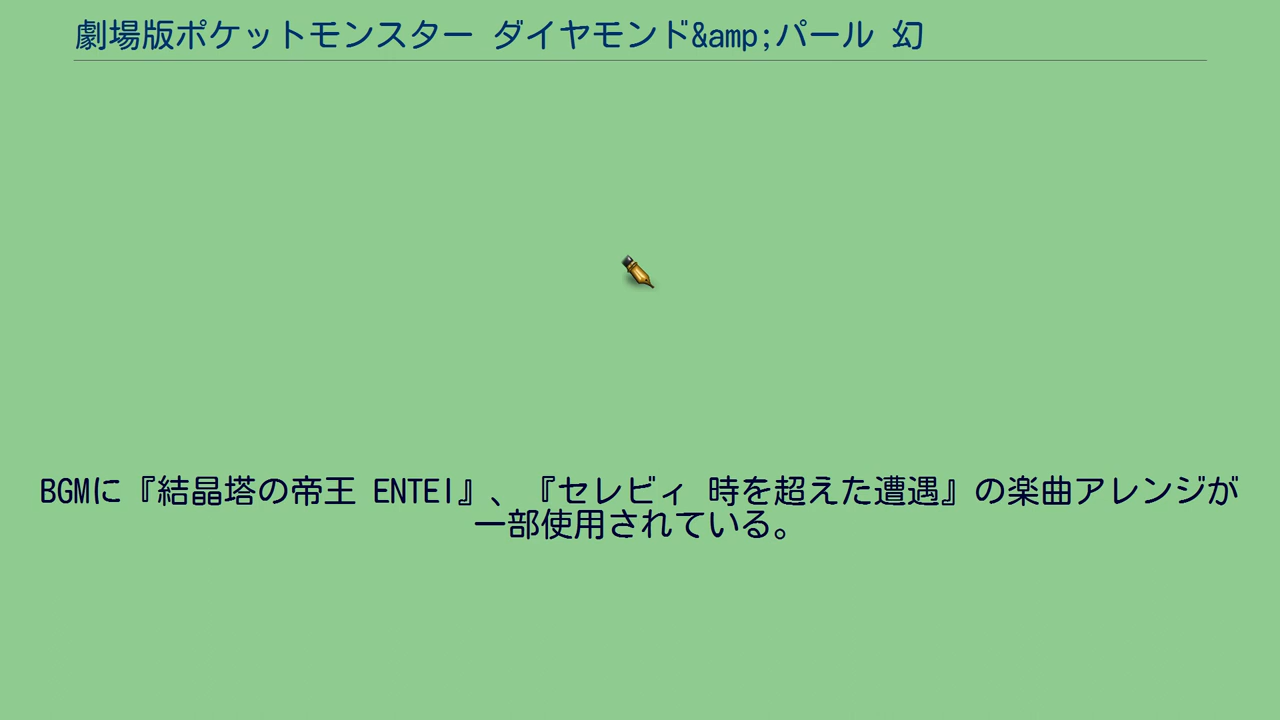 劇場版ポケットモンスター ダイヤモンド&amp;パール 幻
BGMに『結晶塔の帝王 ENTEI』、『セレビィ 時を超えた遭遇』の楽曲アレンジが
一部使用されている。